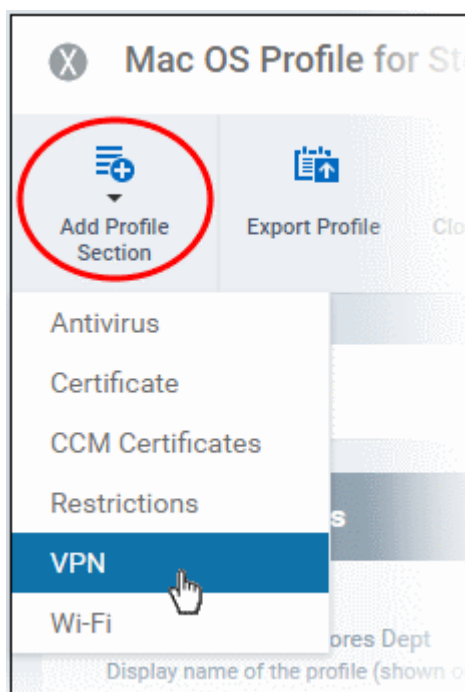 Mac OS Profile for St
Add Profile
Section
Export Profile
Clo
Antivirus
Certificate
CCM Certificates
Restrictions
s
VPN
Wi-Fi
ores Dept
Display name of the profile (shown o